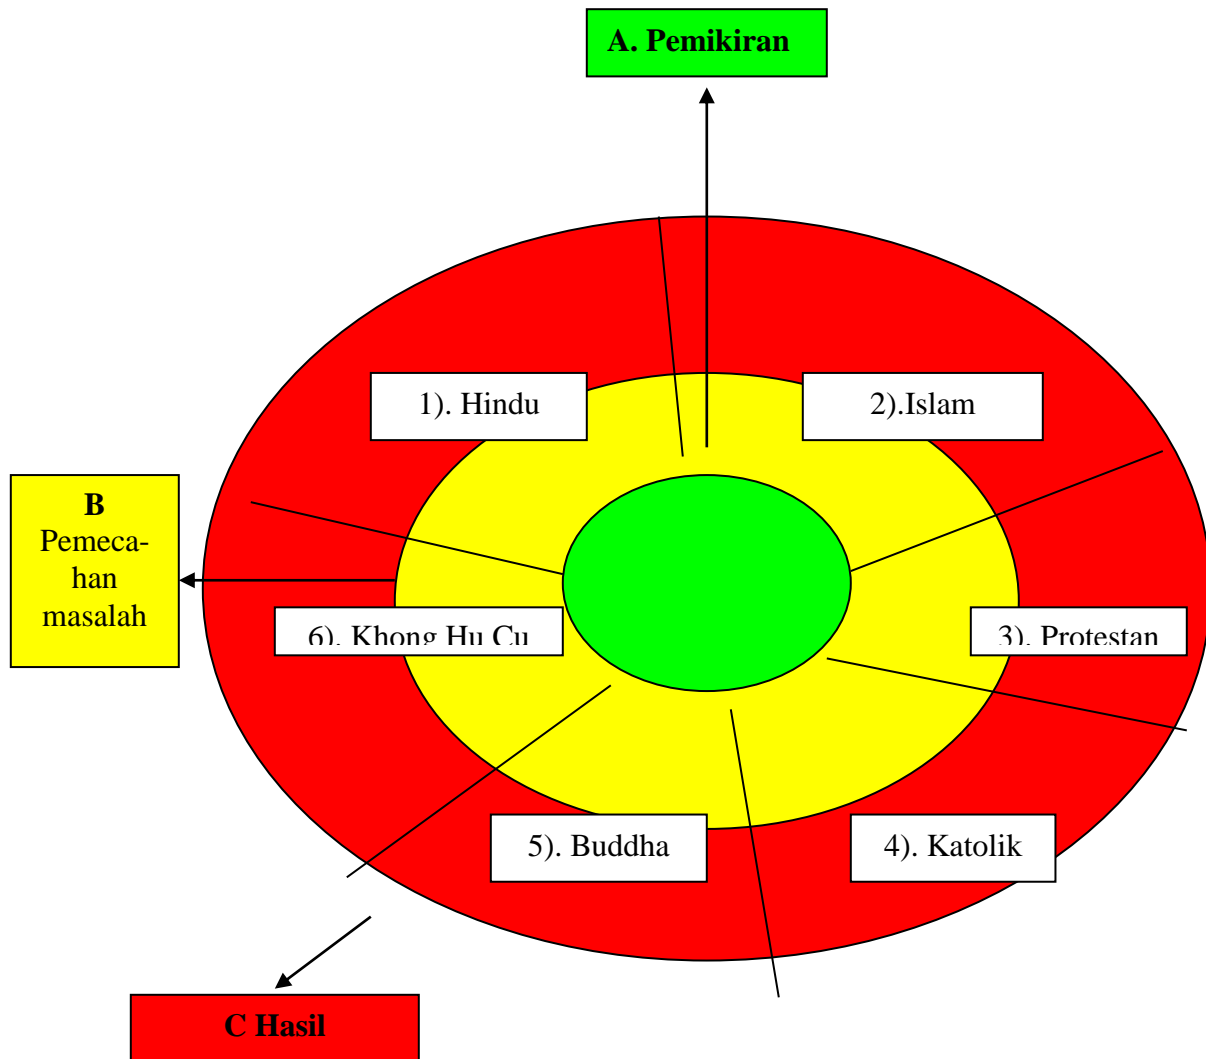 A. Pemikiran
1). Hindu
2).Islam
B
Pemeca-
han
masalah
6). Khong Hu Cu
3). Protestan
5). Buddha
4). Katolik
C Hasil